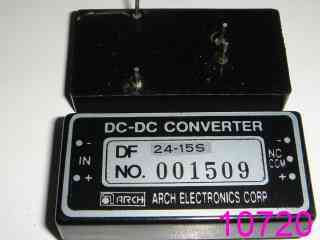 DC-DC CONVERTER
- DF 24-15S -
IN NC
COM
+ NO. 001509 +
ARCH ARCH ELECTRONICS CORP
10720